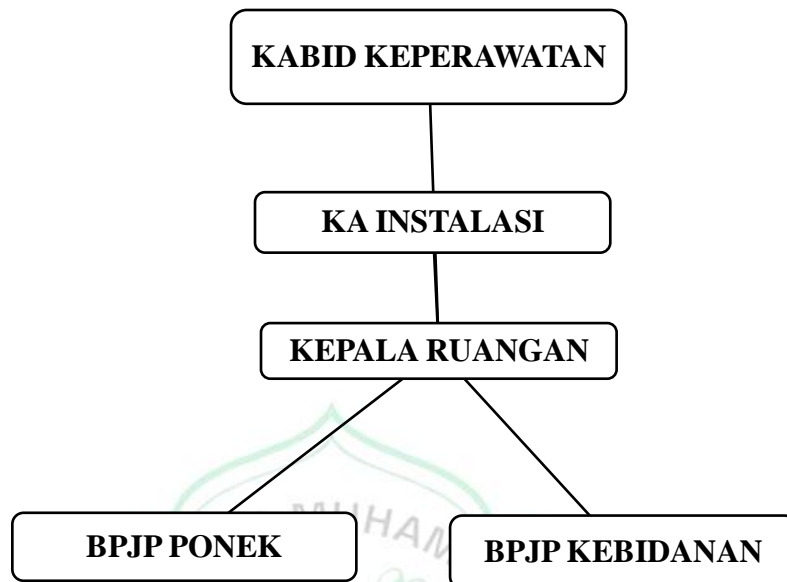 KABID KEPERAWATAN
KA INSTALASI
KEPALA RUANGAN
BPJP PONEK
BPJP KEBIDANAN